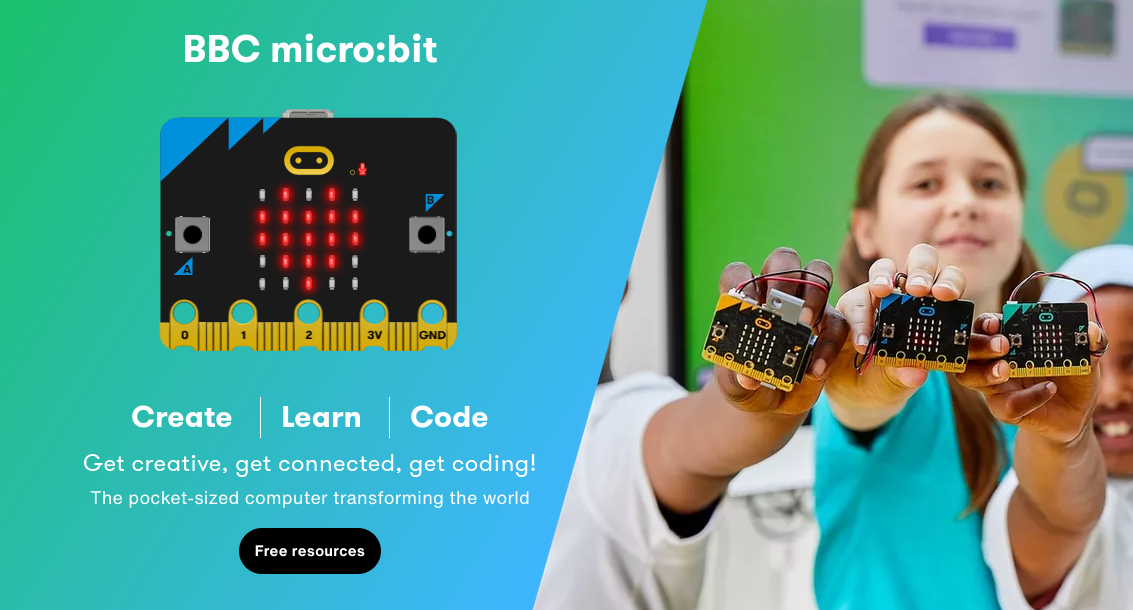 BBC micro:bit
B
A
0 1 2 3V GND
Create Learn Code
Get creative, get connected, get coding!
The pocket-sized computer transforming the world
Free resources